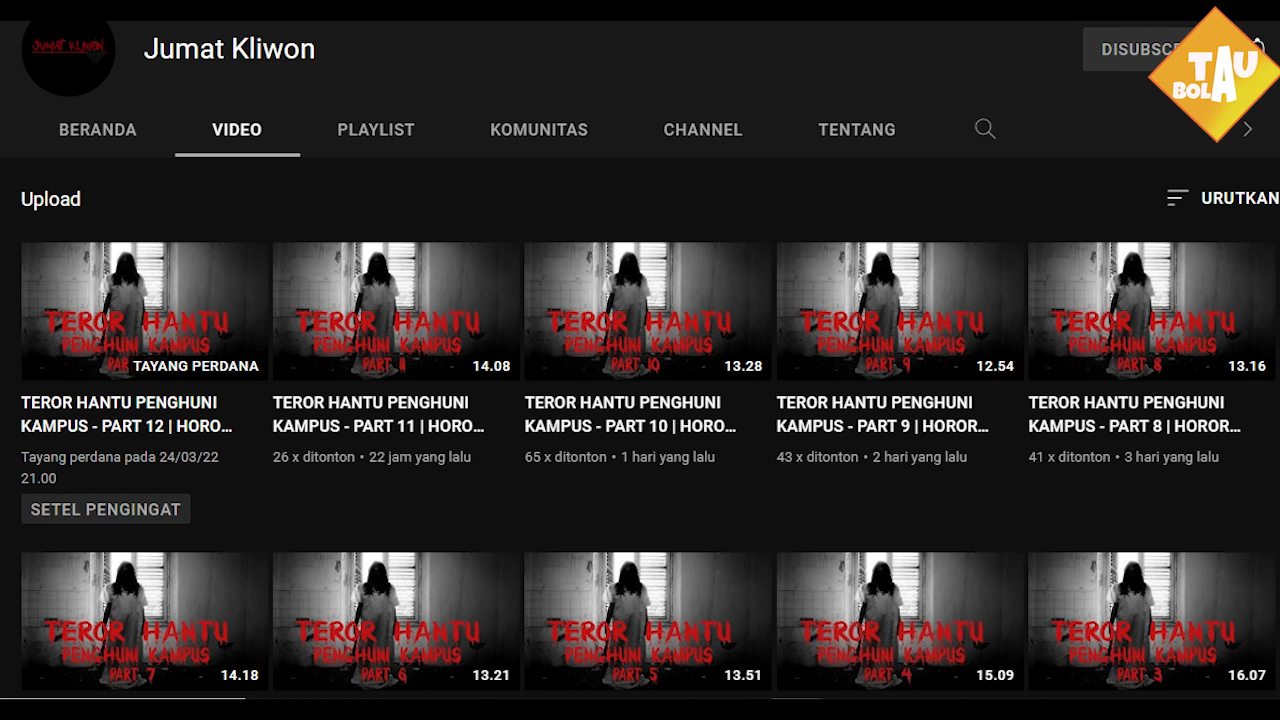 JUMAT KLIWON
Jumat Kliwon
TAU
BOLA
BERANDA
VIDEO
PLAYLIST
KOMUNITAS
CHANNEL
TENTANG
Upload
URUTKAN
TEROR HANTU
PENGHUNI KAMPUS
TAYANG PERDANA
TEROR HANTU PENGHUNI
KAMPUS - PART 12 | HORO...
Tayang perdana pada 24/03/22
21.00
SETEL PENGINGAT
TEROR HANTU
PENGHUNI KAMPUS
PART 11
14.08
TEROR HANTU PENGHUNI
KAMPUS - PART 11 | HORO...
26 x ditonton • 22 jam yang lalu
TEROR HANTU
PENGHUNI KAMPUS
PART 10
13.28
TEROR HANTU PENGHUNI
KAMPUS - PART 10 | HORO...
65 x ditonton • 1 hari yang lalu
TEROR HANTU
PENGHUNI KAMPUS
PART 9
12.54
TEROR HANTU PENGHUNI
KAMPUS - PART 9 | HOROR...
43 x ditonton • 2 hari yang lalu
TEROR HANTU
PENGHUNI KAMPUS
PART 8
13.16
TEROR HANTU PENGHUNI
KAMPUS - PART 8 | HOROR...
41 x ditonton • 3 hari yang lalu
TEROR HANTU
PENGHUNI KAMPUS
PART 7
14.18
TEROR HANTU
PENGHUNI KAMPUS
PART 6
13.21
TEROR HANTU
PENGHUNI KAMPUS
PART 5
13.51
TEROR HANTU
PENGHUNI KAMPUS
PART 4
15.09
TEROR HANTU
PENGHUNI KAMPUS
PART 3
16.07